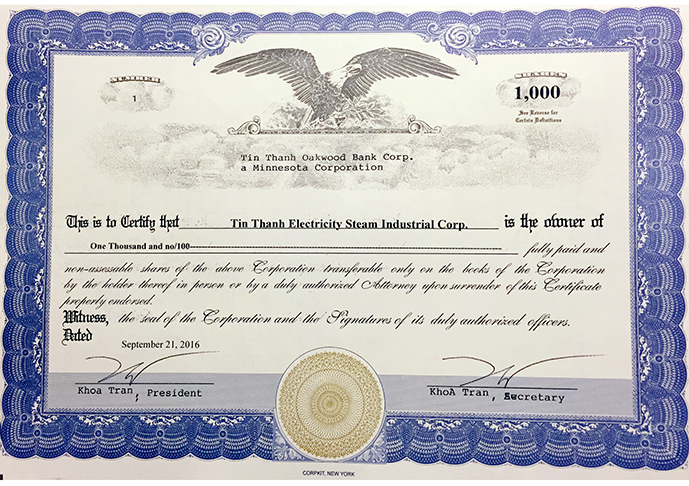 NUMBER
1
SHARES
1,000
See Reverse for
Certain Definitions
Tin Thanh Oakwood Bank Corp.
a Minnesota Corporation
This is to Certify that Tin Thanh Electricity Steam Industrial Corp. is the owner of
One Thousand and no/100 fully paid and
non-assessable shares of the above Corporation transferable only on the books of the Corporation
by the holder thereof in person or by a duly authorized Attorney upon surrender of this Certificate
properly endorsed.
Witness, the seal of the Corporation and the Signatures of its duly authorized officers.
Dated
September 21, 2016
Khoa Tran, President KhoA Tran, Secretary
CORPKIT, NEW YORK